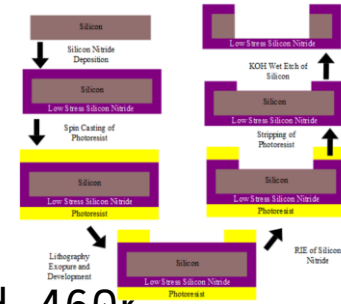 Silicon
Silicon Nitride
Deposition
Silicon
Low Stress Silicon Nitride
Spin Casting of
Photoresist
Silicon
Low Stress Silicon Nitride
Photoresist
Lithography
Exopure and
Development
Silicon
Low Stress Silicon Nitride
Photoresist
RIE of Silicon
Nitride
Silicon
Low Stress Silicon Nitride
Photoresist
Stripping of
Photoresist
Silicon
Low Stress Silicon Nitride
KOH Wet Etch of
Silicon
Low Stress Silicon Nitride